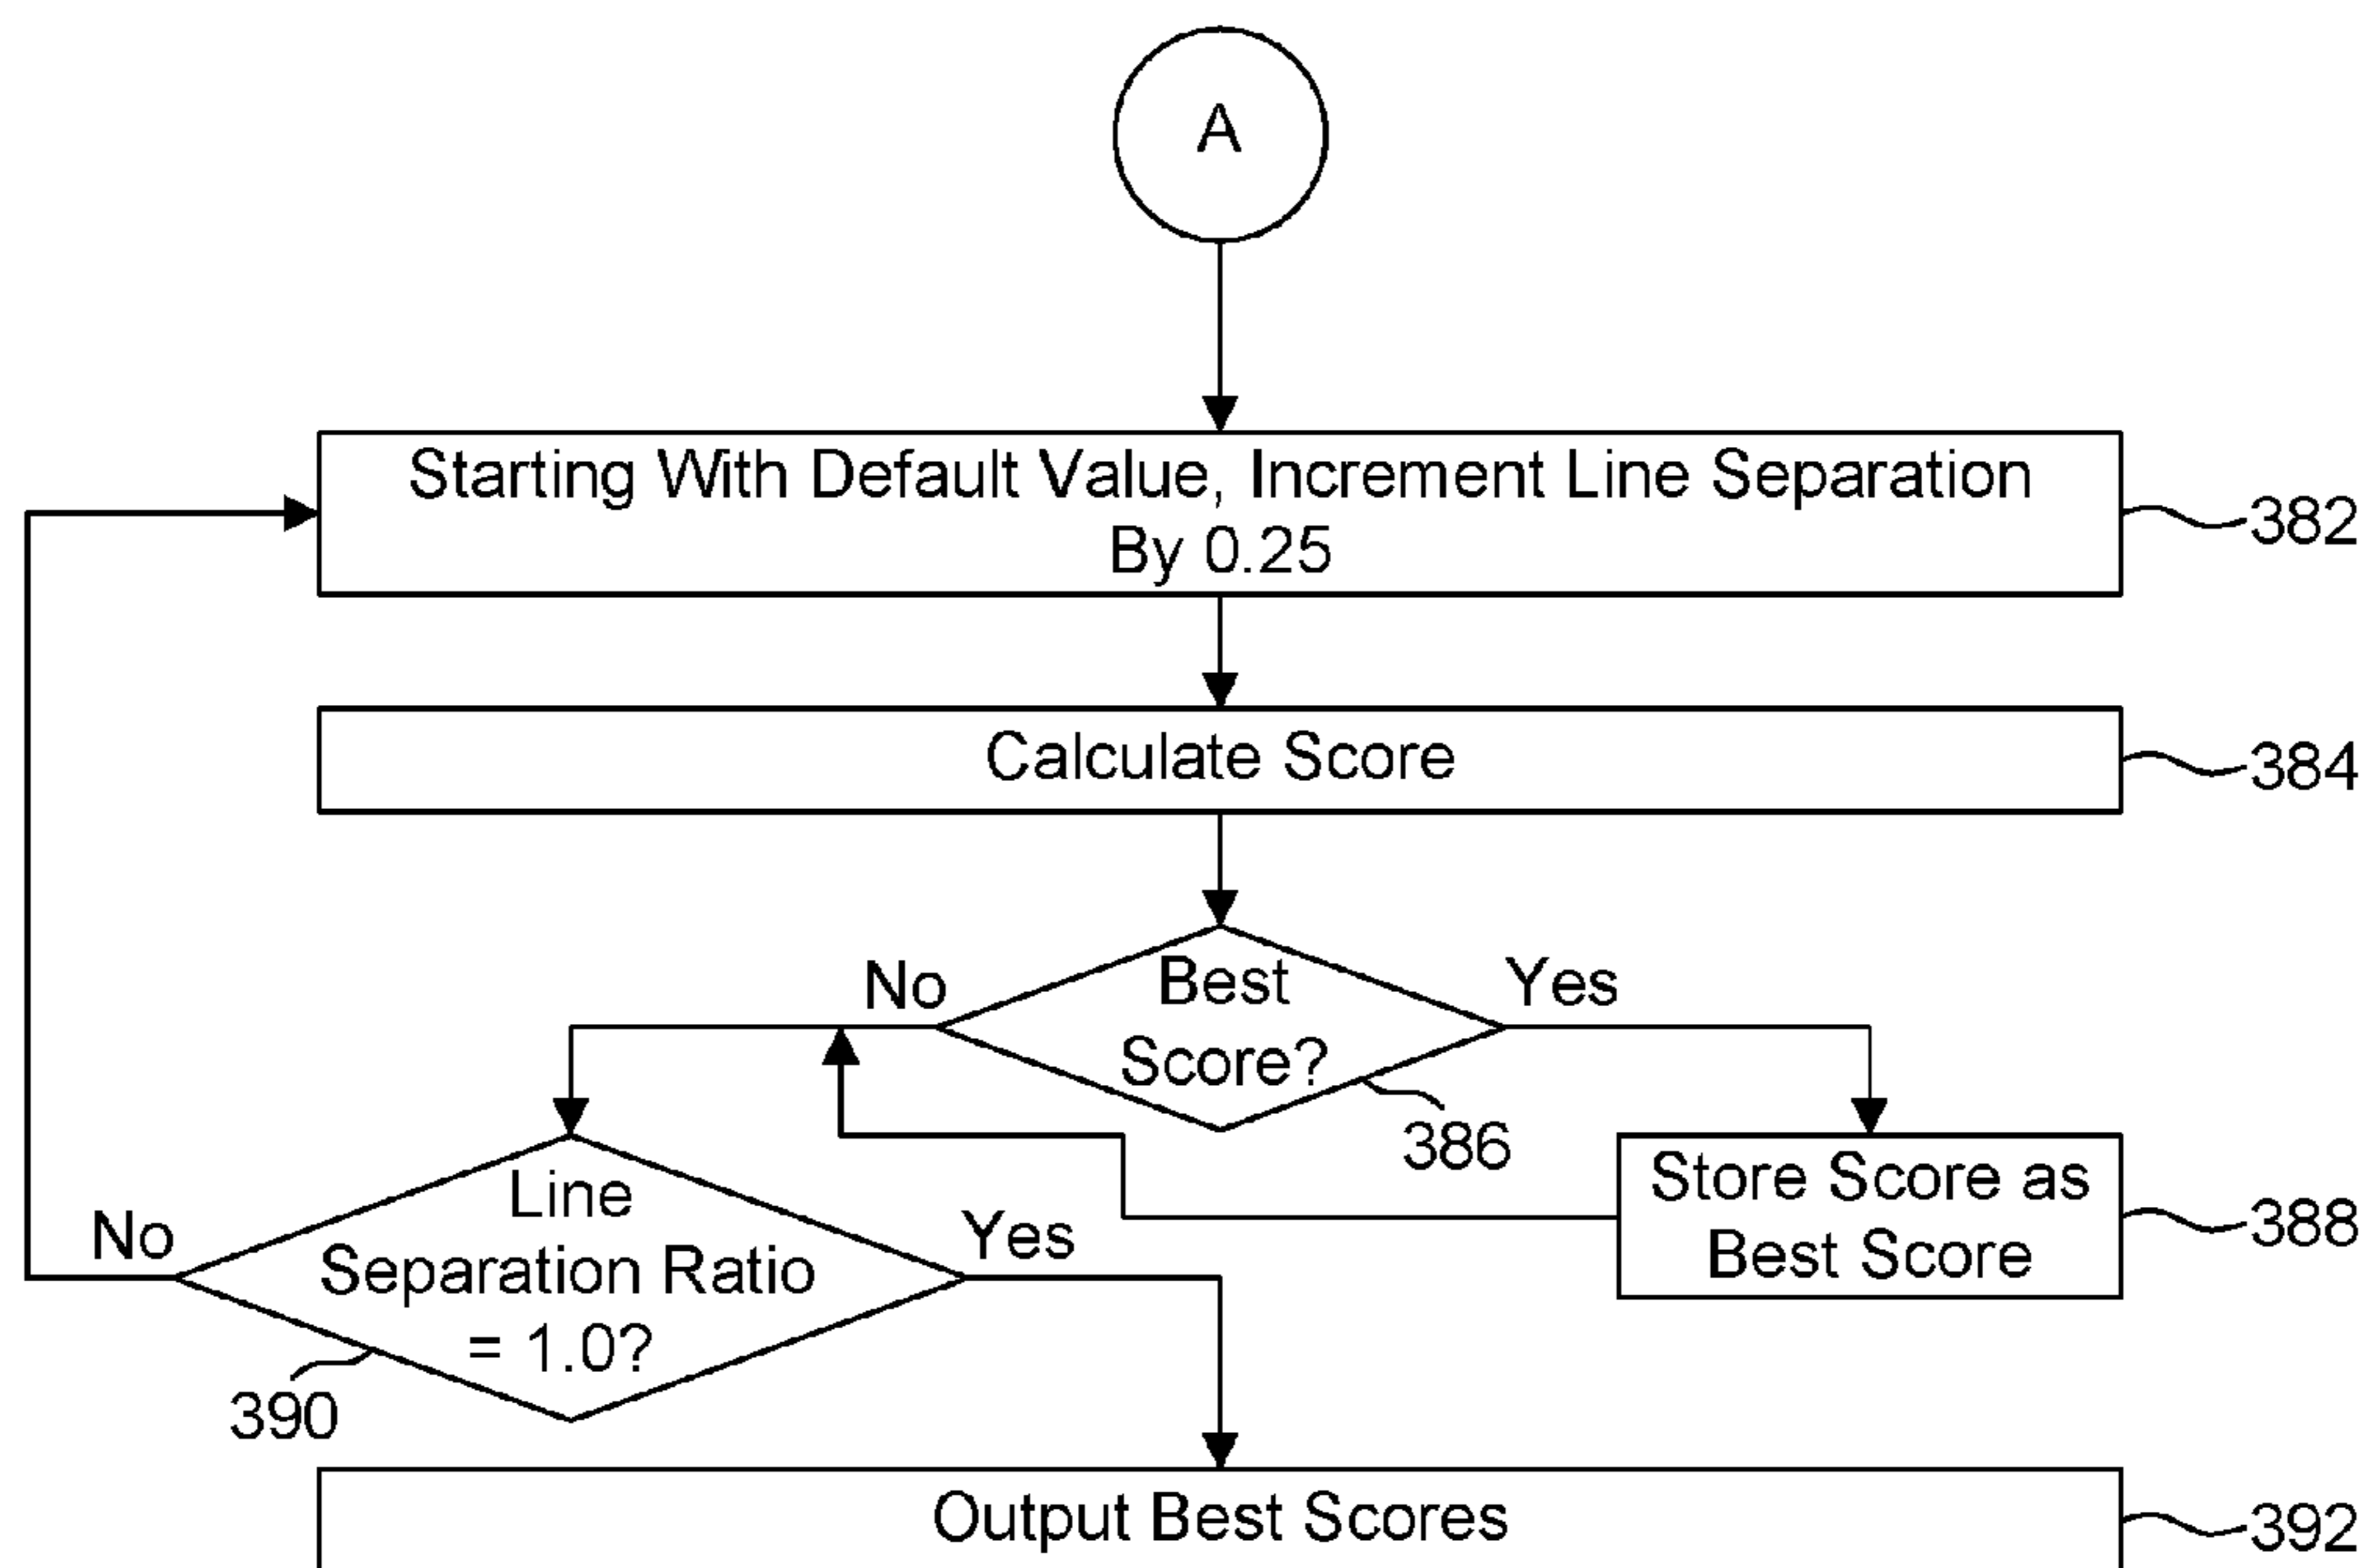 A
Starting With Default Value, Increment Line Separation
By 0.25
382
Calculate Score
384
Best
Score?
No
Yes
386
Store Score as
Best Score
388
Line
Separation Ratio
= 1.0?
No
Yes
390
Output Best Scores
392